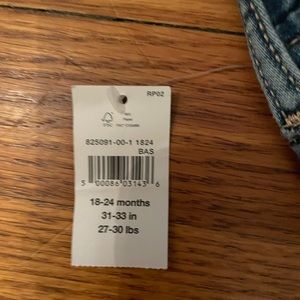 RP02
FSC
825091-00-1 1824
BAS
5 00086 03143 6
18-24 months
31-33 in
27-30 lbs